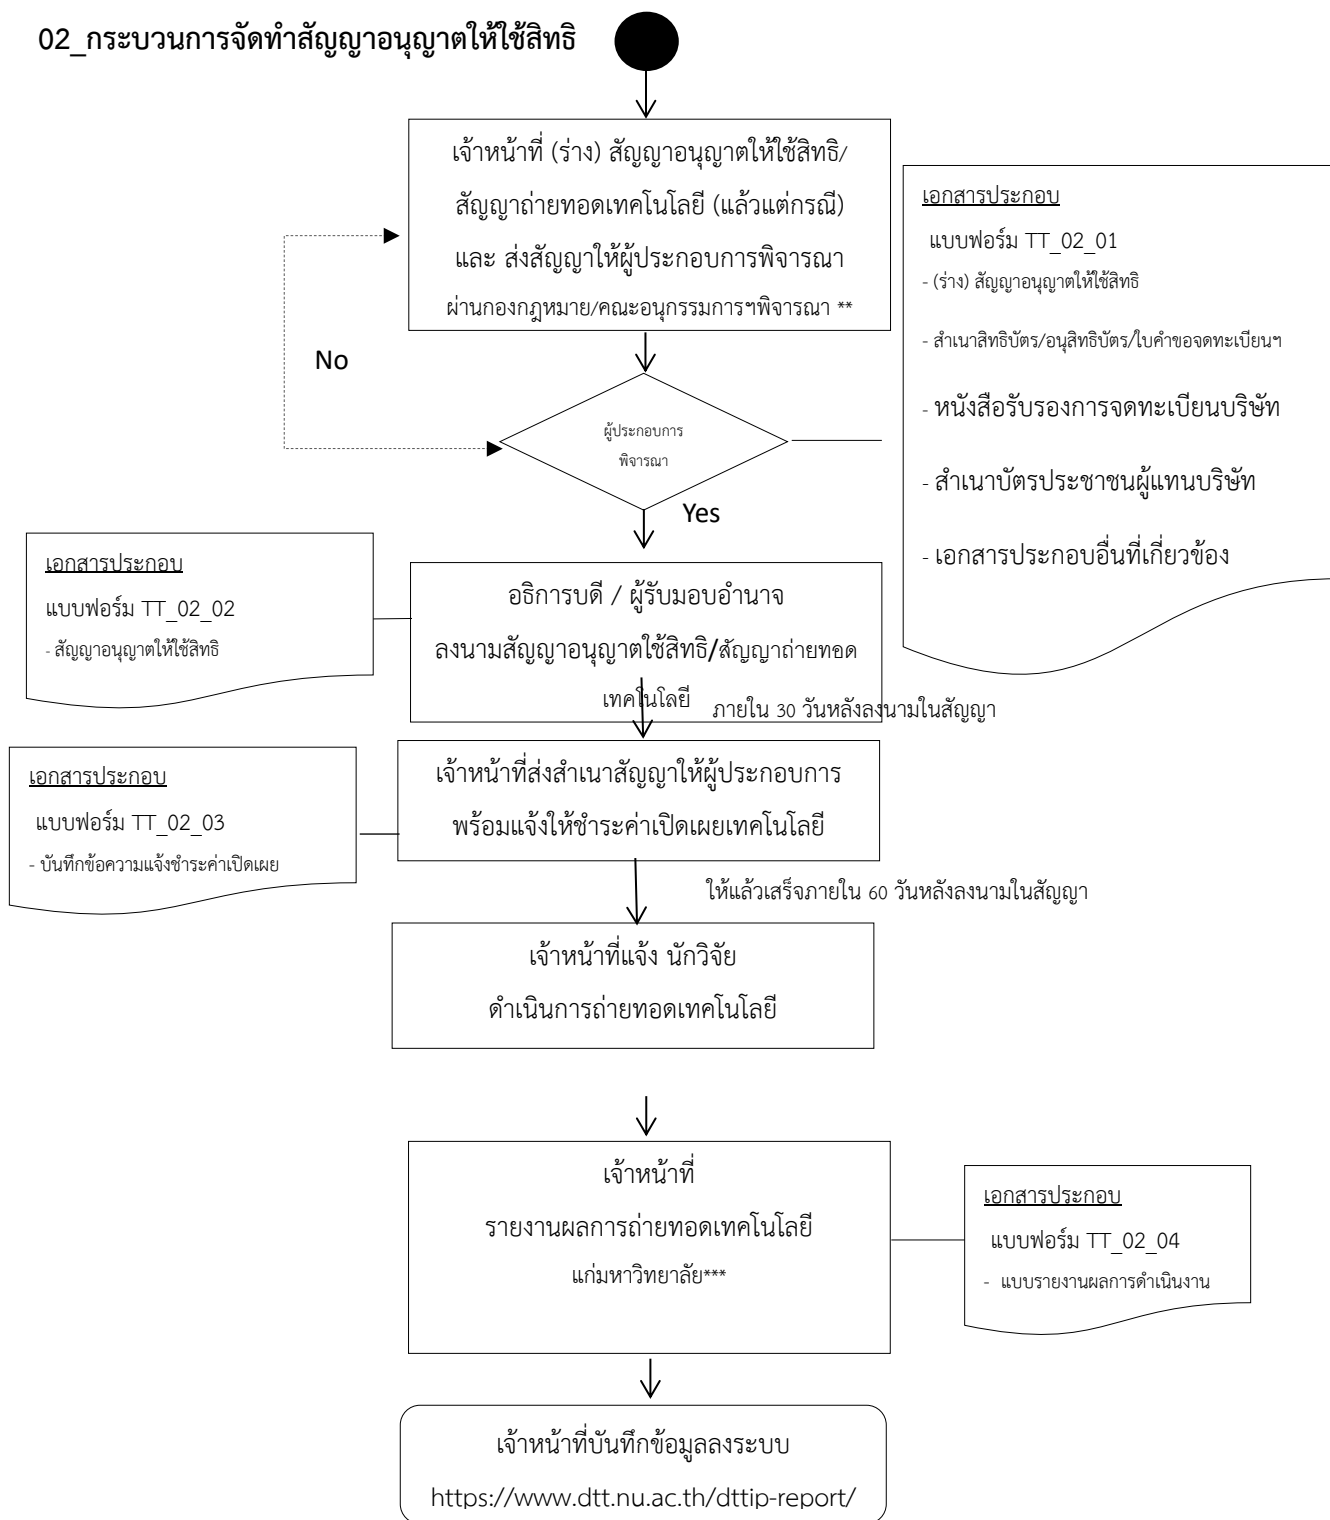 02_กระบวนการจัดทำสัญญาอนุญาตให้ใช้สิทธิ
เจ้าหน้าที่ (ร่าง) สัญญาอนุญาตให้ใช้สิทธิ/
สัญญาถ่ายทอดเทคโนโลยี (แล้วแต่กรณี)
และ ส่งสัญญาให้ผู้ประกอบการพิจารณา
ผ่านกองกฎหมาย/คณะอนุกรรมการฯพิจารณา **
เอกสารประกอบ
แบบฟอร์ม TT_02_01
- (ร่าง) สัญญาอนุญาตให้ใช้สิทธิ
- สำเนาสิทธิบัตร/อนุสิทธิบัตร/ใบคำขอจดทะเบียนฯ
- หนังสือรับรองการจดทะเบียนบริษัท
- สำเนาบัตรประชาชนผู้แทนบริษัท
- เอกสารประกอบอื่นที่เกี่ยวข้อง
No
ผู้ประกอบการ
พิจารณา
Yes
เอกสารประกอบ
แบบฟอร์ม TT_02_02
- สัญญาอนุญาตให้ใช้สิทธิ
อธิการบดี / ผู้รับมอบอำนาจ
ลงนามสัญญาอนุญาตใช้สิทธิ/สัญญาถ่ายทอด
เทคโนโลยี
ภายใน 30 วันหลังลงนามในสัญญา
เอกสารประกอบ
แบบฟอร์ม TT_02_03
- บันทึกข้อความแจ้งชำระค่าเปิดเผย
เจ้าหน้าที่ส่งสำเนาสัญญาให้ผู้ประกอบการ
พร้อมแจ้งให้ชำระค่าเปิดเผยเทคโนโลยี
ให้แล้วเสร็จภายใน 60 วันหลังลงนามในสัญญา
เจ้าหน้าที่แจ้ง นักวิจัย
ดำเนินการถ่ายทอดเทคโนโลยี
เจ้าหน้าที่
รายงานผลการถ่ายทอดเทคโนโลยี
แก่มหาวิทยาลัย***
เอกสารประกอบ
แบบฟอร์ม TT_02_04
- แบบรายงานผลการดำเนินงาน
เจ้าหน้าที่บันทึกข้อมูลลงระบบ
https://www.dtt.nu.ac.th/dttip-report/